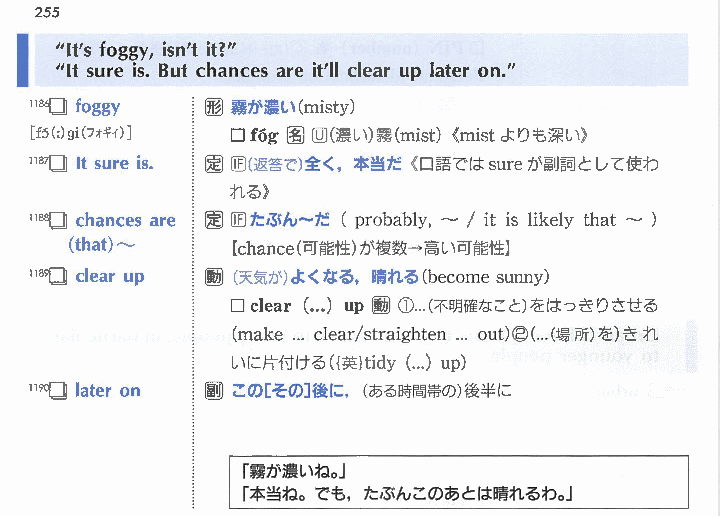 255
"It's foggy, isn't it?"
"It sure is. But chances are it'll clear up later on."
1186 foggy 形 霧が濃い(misty)
[fɔ́(ː)gi(フォギィ)] □ fóg 名 U(濃い)霧(mist)《mist よりも深い》
1187 It sure is. 定 IF(返答で)全く，本当だ《口語では sure が副詞として使わ
れる》
1188 chances are 定 IF たぶん～だ ( probably, ～ / it is likely that ～ )
(that)～ 【chance(可能性)が複数→高い可能性】
1189 clear up 動 (天気が)よくなる，晴れる(become sunny)
□ clear (...) up 動 ①...(不明確なこと)をはっきりさせる
(make ... clear/straighten ... out)②(...(場所)を)きれ
いに片付ける({英}tidy (...) up)
1190 later on 副 この[その]後に，(ある時間帯の)後半に
「霧が濃いね。」
「本当ね。でも，たぶんこのあとは晴れるわ。」